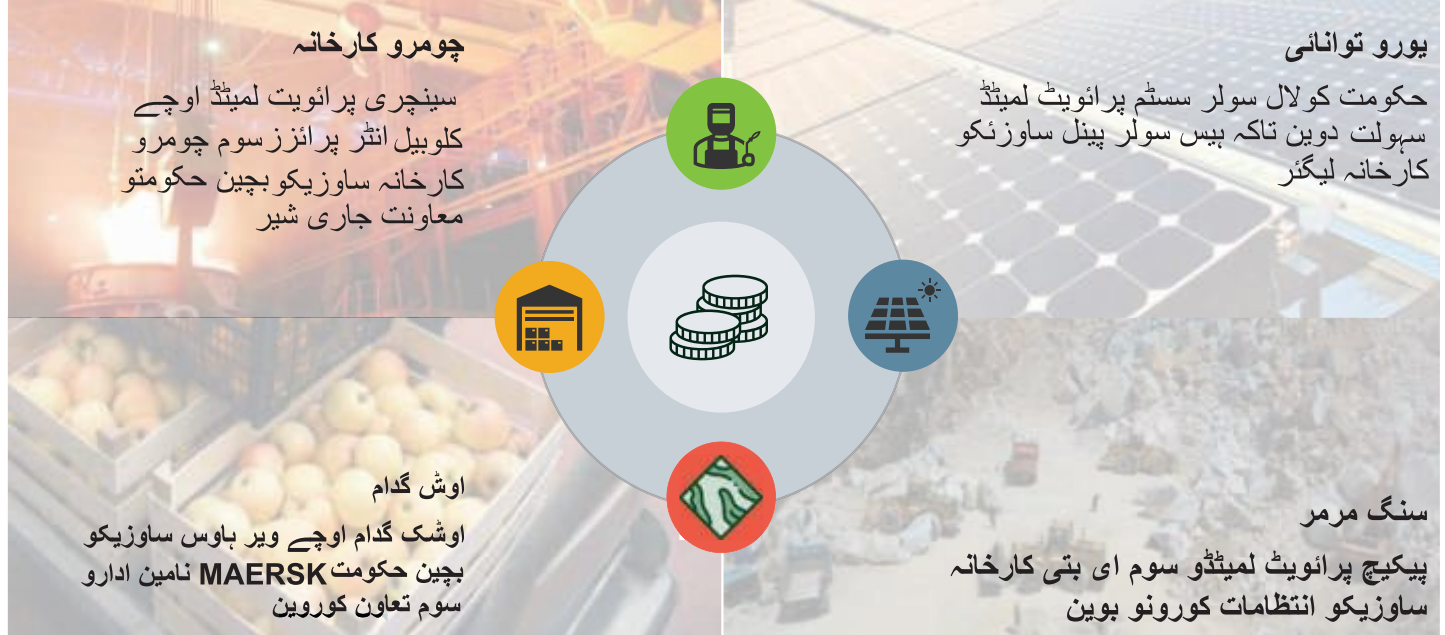 یورو توانائی
حکومت کولال سولر سسٹم پرائویٹ لمیٹڈ
سہولت دوین تاکہ ہیس سولر پینل ساوزئکو
کارخانہ لیگئر
چومرو کارخانہ
سینچری پرائویت لمیٹڈ اوچے
کلوبیل انٹر پرائزز سوم چومرو
کارخانہ ساوزیکو بچین حکومتو
معاونت جاری شیر
سنگ مرمر
پیکیچ پرائویٹ لمیٹڈو سوم ای بتی کارخانہ
ساوزیکو انتظامات کورونو بوین
اوش گدام
اوشک گدام اوچے ویر ہاوس ساوزیکو
بچین حکومت MAERSK نامین ادارو
سوم تعاون کوروین